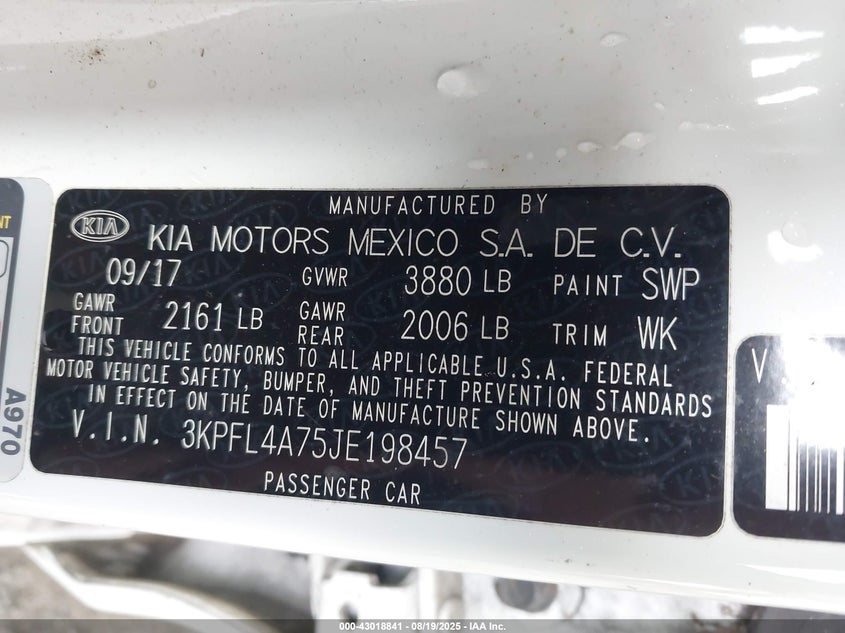 MANUFACTURED BY
KIA KIA MOTORS MEXICO S.A. DE C.V.
09/17 GVWR 3880 LB PAINT SWP
GAWR FRONT 2161 LB GAWR REAR 2006 LB TRIM WK
THIS VEHICLE CONFORMS TO ALL APPLICABLE U.S.A. FEDERAL
MOTOR VEHICLE SAFETY, BUMPER, AND THEFT PREVENTION STANDARDS
IN EFFECT ON THE DATE OF MANUFACTURE SHOWN ABOVE.
V.I.N. 3KPFL4A75JE198457
PASSENGER CAR
A970
V
000-43018841 - 08/19/2025 - IAA Inc.